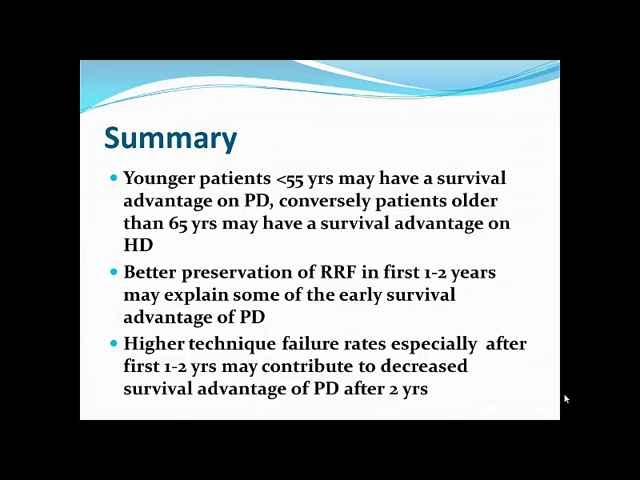 Summary
• Younger patients <55 yrs may have a survival
advantage on PD, conversely patients older
than 65 yrs may have a survival advantage on
HD
• Better preservation of RRF in first 1-2 years
may explain some of the early survival
advantage of PD
• Higher technique failure rates especially after
first 1-2 yrs may contribute to decreased
survival advantage of PD after 2 yrs